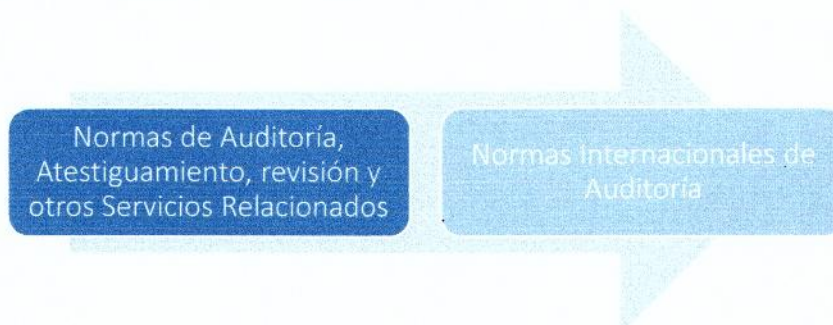 Normas de Auditoría,
Atestiguamiento, revisión y
otros Servicios Relacionados
Normas Internacionales de
Auditoría